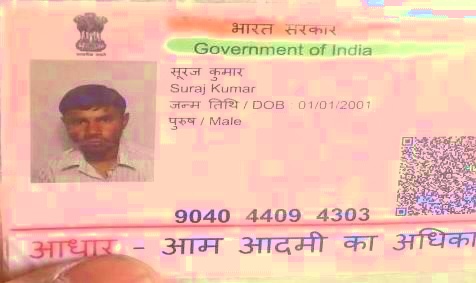 भारत सरकार
Government of India
सूरज कुमार
Suraj Kumar
जन्म तिथि / DOB : 01/01/2001
पुरुष / Male
9040 4409 4303
आधार - आम आदमी का अधिका